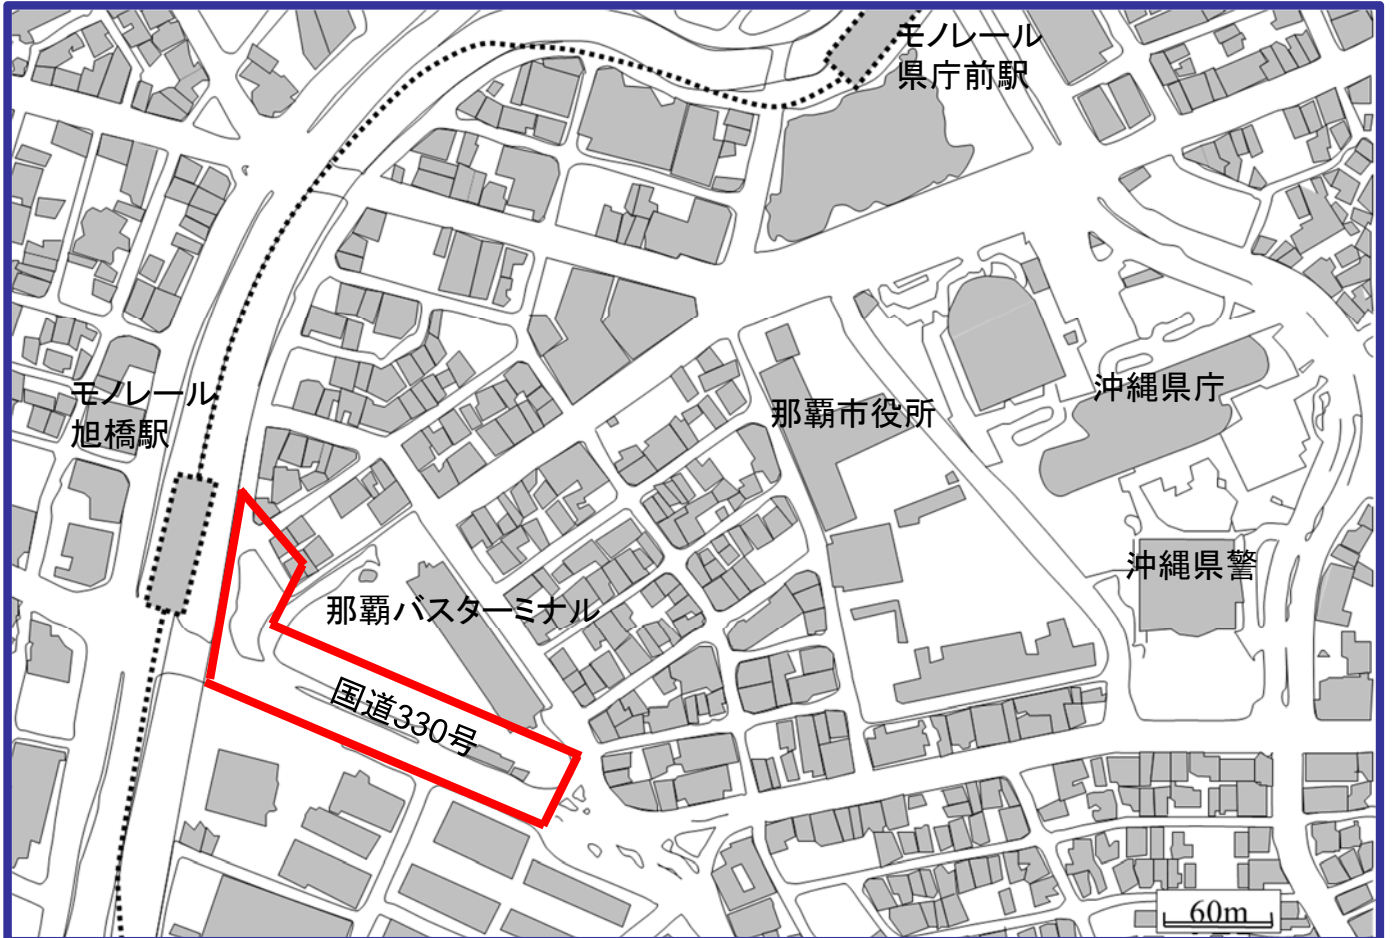 モノレール
県庁前駅
モノレール
旭橋駅
沖縄県庁
那覇市役所
沖縄県警
那覇バスターミナル
国道330号
60m